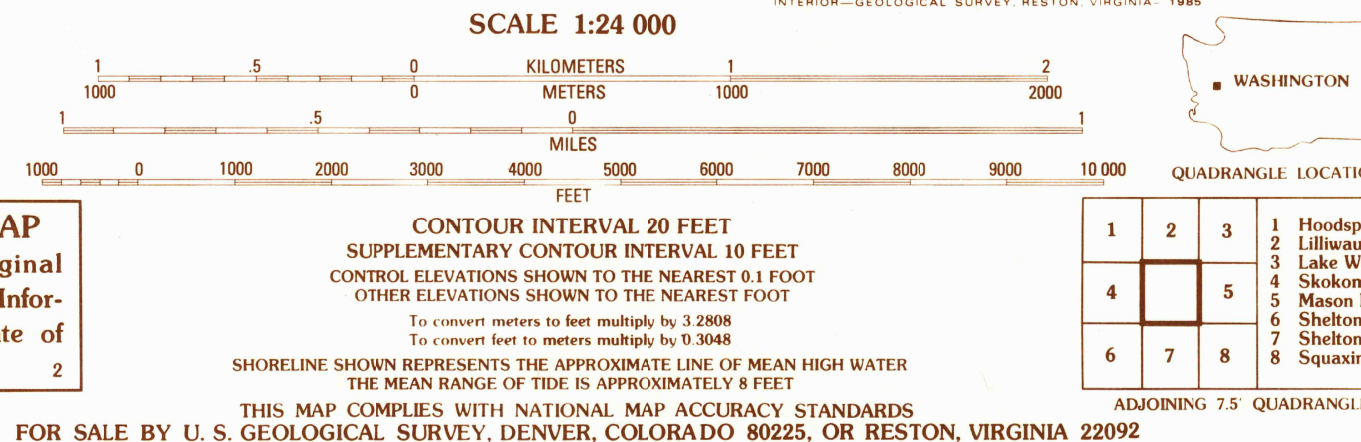 INTERIOR—GEOLOGICAL SURVEY, RESTON, VIRGINIA— 1985
SCALE 1:24 000
1 .5 0 KILOMETERS 1 2
1000 0 METERS 1000 2000
1 .5 0 1
MILES
1000 0 1000 2000 3000 4000 5000 6000 7000 8000 9000 10 000
FEET
WASHINGTON
QUADRANGLE LOCATIO
AP
ginal
Infor-
te of
2
CONTOUR INTERVAL 20 FEET
SUPPLEMENTARY CONTOUR INTERVAL 10 FEET
CONTROL ELEVATIONS SHOWN TO THE NEAREST 0.1 FOOT
OTHER ELEVATIONS SHOWN TO THE NEAREST FOOT
To convert meters to feet multiply by 3.2808
To convert feet to meters multiply by 0.3048
SHORELINE SHOWN REPRESENTS THE APPROXIMATE LINE OF MEAN HIGH WATER
THE MEAN RANGE OF TIDE IS APPROXIMATELY 8 FEET
THIS MAP COMPLIES WITH NATIONAL MAP ACCURACY STANDARDS
FOR SALE BY U. S. GEOLOGICAL SURVEY, DENVER, COLORADO 80225, OR RESTON, VIRGINIA 22092
1 2 3
4 5
6 7 8
1 Hoodsp
2 Lilliwau
3 Lake W
4 Skokom
5 Mason
6 Shelton
7 Shelton
8 Squaxin
ADJOINING 7.5' QUADRANGLE